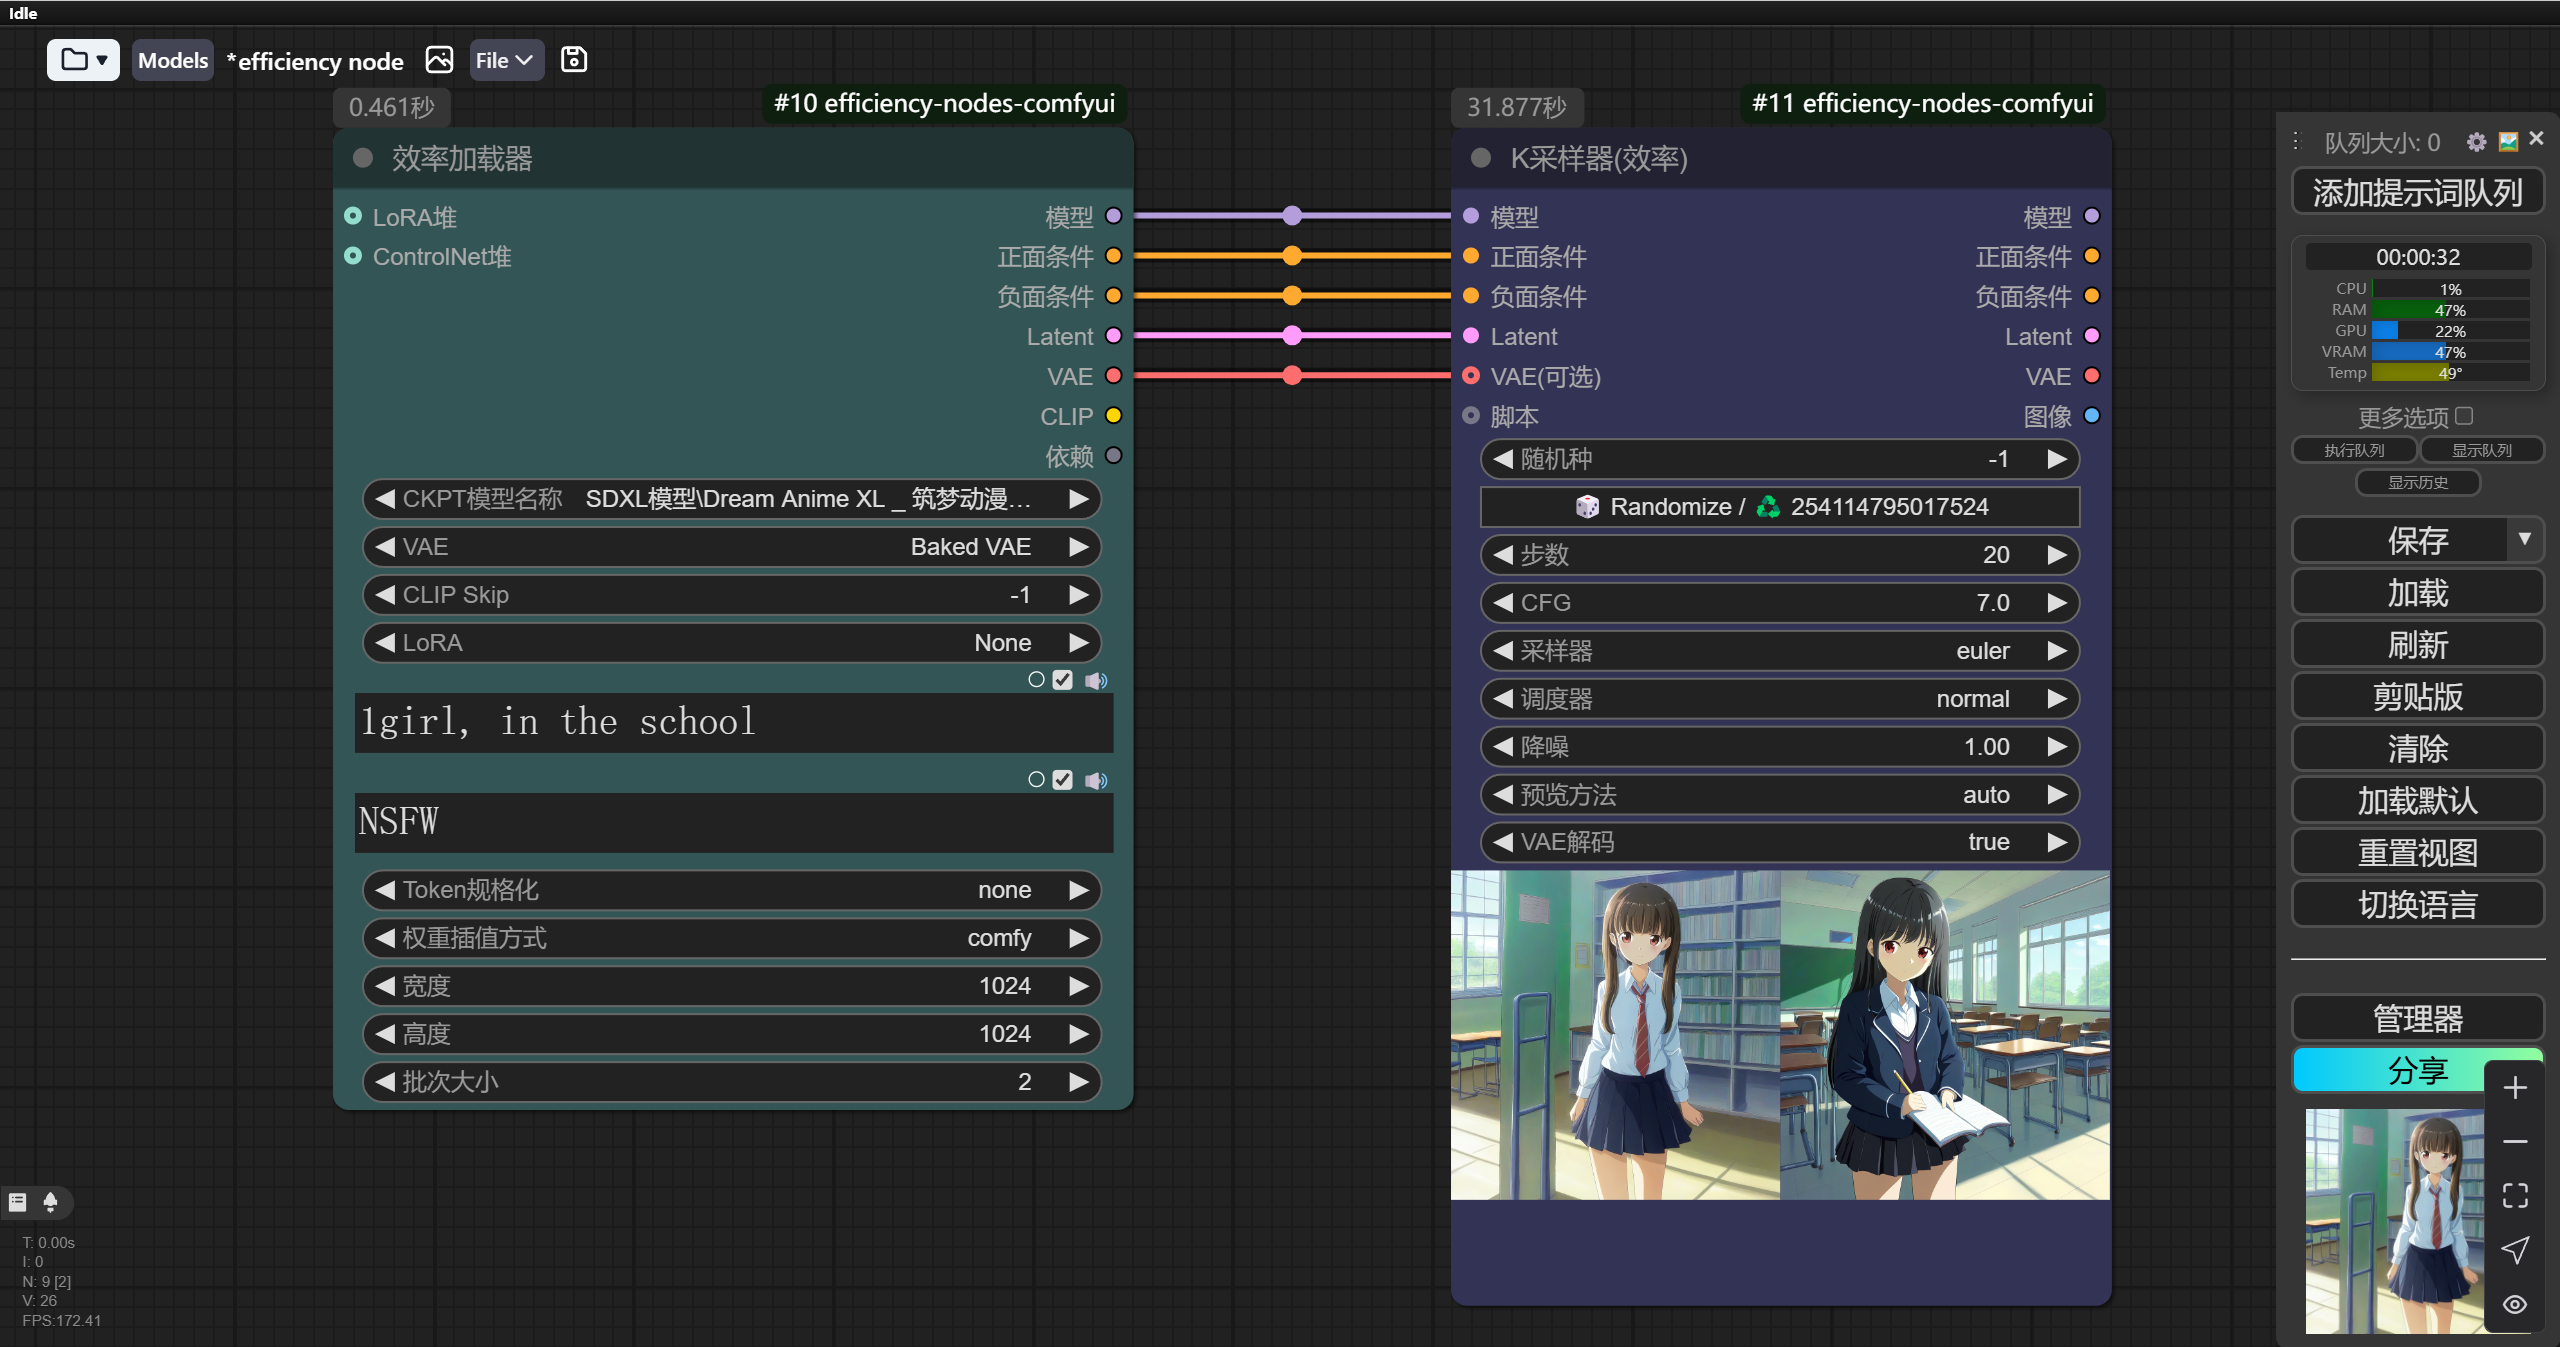 Idle
Models
*efficiency node
File
0.461秒
#10 efficiency-nodes-comfyui
效率加载器
LoRA堆
模型
ControlNet堆
正面条件
负面条件
Latent
VAE
CLIP
依赖
CKPT模型名称 SDXL模型\Dream Anime XL _ 筑梦动漫...
VAE Baked VAE
CLIP Skip -1
LoRA None
1girl, in the school
NSFW
Token规格化 none
权重插值方式 comfy
宽度 1024
高度 1024
批次大小 2
31.877秒
#11 efficiency-nodes-comfyui
K采样器(效率)
模型 模型
正面条件 正面条件
负面条件 负面条件
Latent Latent
VAE(可选) VAE
脚本 图像
随机种 -1
Randomize / 254114795017524
步数 20
CFG 7.0
采样器 euler
调度器 normal
降噪 1.00
预览方法 auto
VAE解码 true
队列大小: 0
添加提示词队列
00:00:32
CPU 1%
RAM 47%
GPU 22%
VRAM 47%
Temp 49°
更多选项
执行队列 显示队列
显示历史
保存
加载
刷新
剪贴版
清除
加载默认
重置视图
切换语言
管理器
分享
T: 0.00s
I: 0
N: 9 [2]
V: 26
FPS:172.41